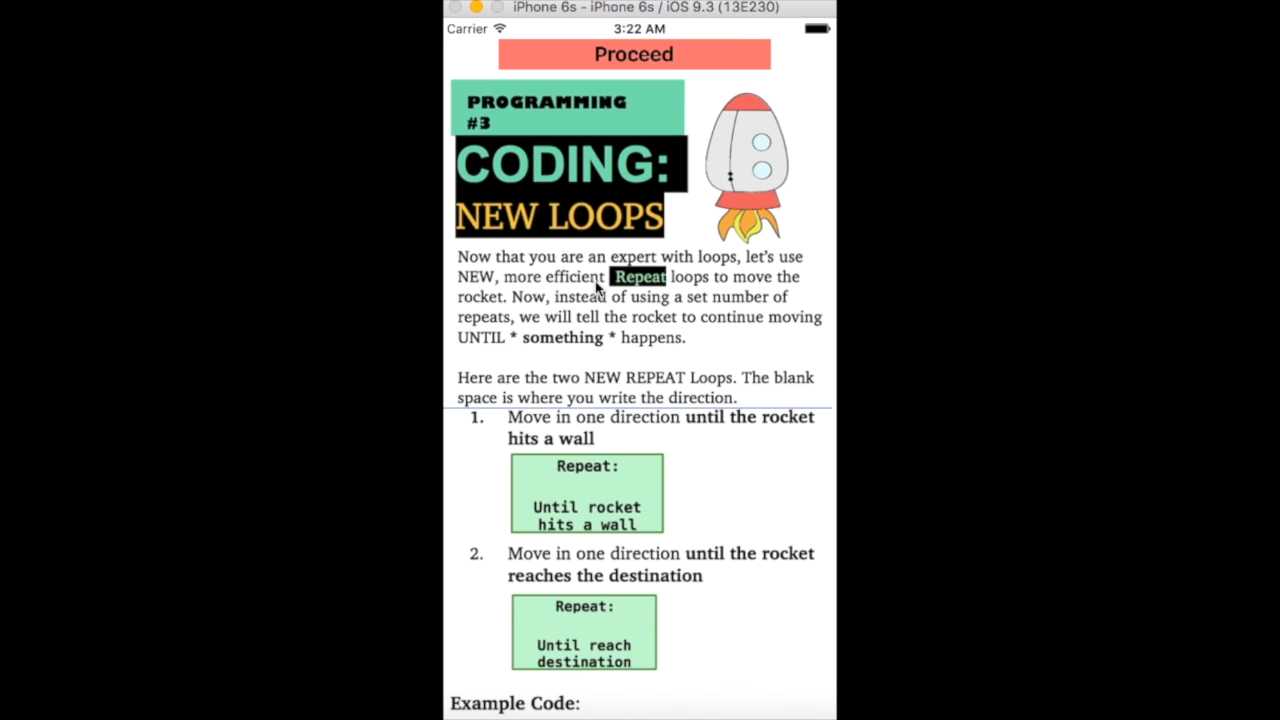 iPhone 6s - iPhone 6s / iOS 9.3 (13E230)
Carrier 3:22 AM
Proceed
PROGRAMMING
#3
CODING:
NEW LOOPS
Now that you are an expert with loops, let's use
NEW, more efficient Repeat loops to move the
rocket. Now, instead of using a set number of
repeats, we will tell the rocket to continue moving
UNTIL * something * happens.
Here are the two NEW REPEAT Loops. The blank
space is where you write the direction.
1. Move in one direction until the rocket
hits a wall
Repeat:
Until rocket
hits a wall
2. Move in one direction until the rocket
reaches the destination
Repeat:
Until reach
destination
Example Code: